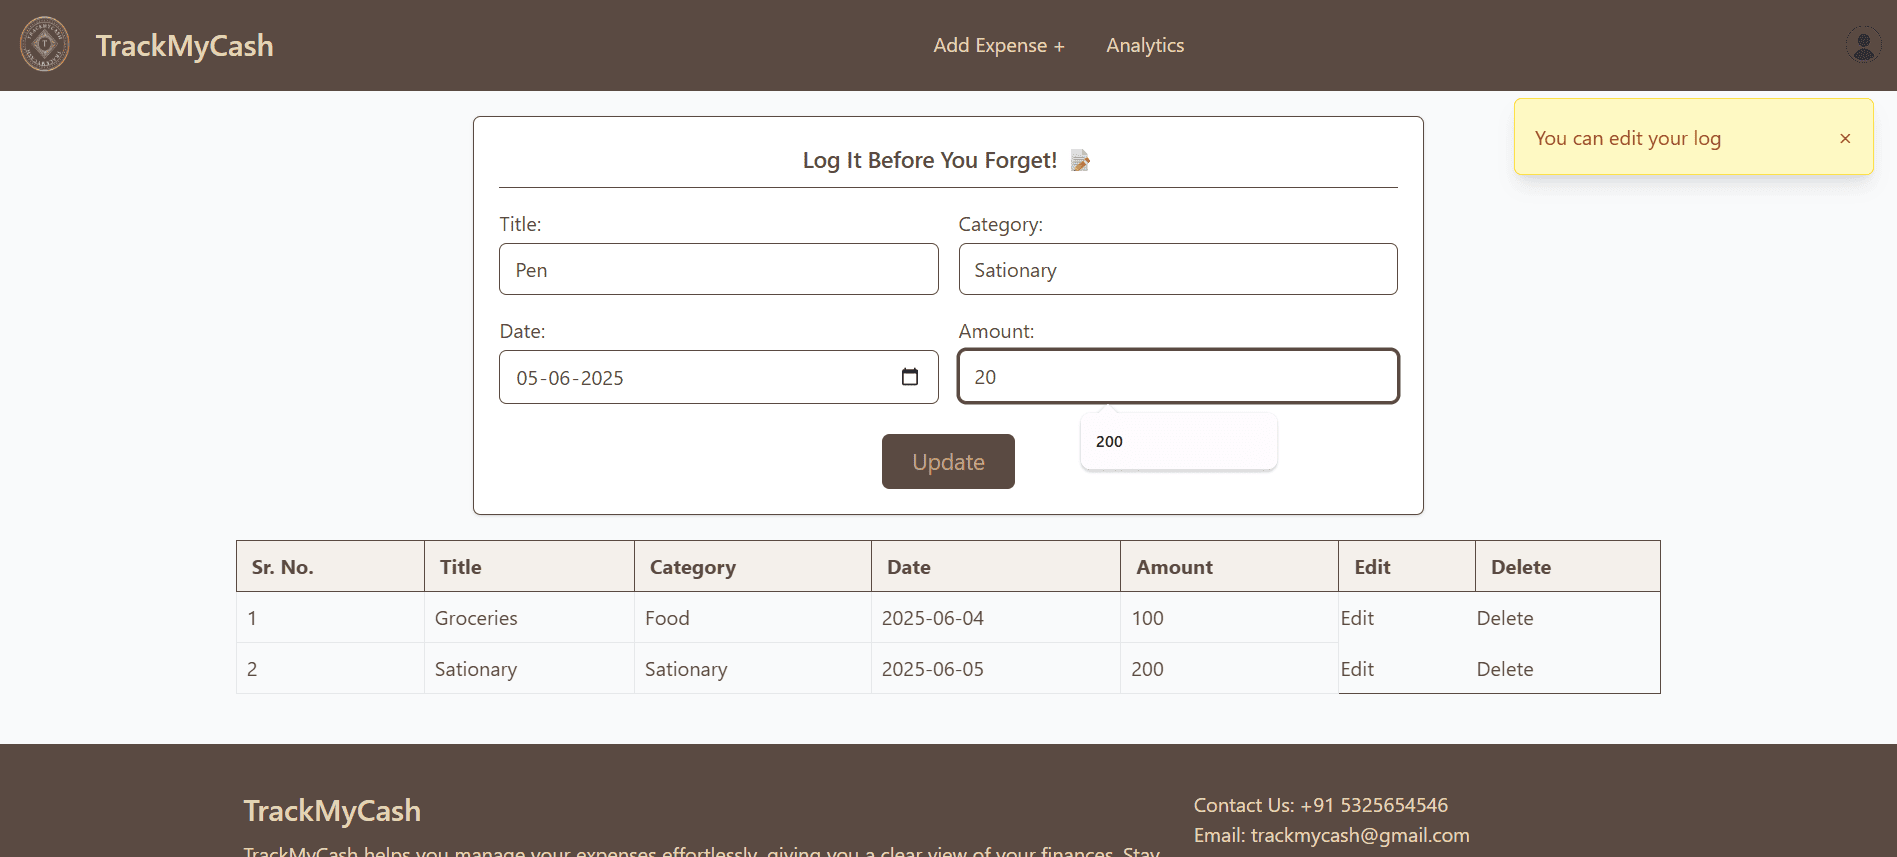 TrackMyCash
Add Expense +
Analytics
You can edit your log
×
Log It Before You Forget!
Title:
Category:
Pen
Sationary
Date:
Amount:
05-06-2025
20
200
Update
Sr. No. Title Category Date Amount Edit Delete
1 Groceries Food 2025-06-04 100 Edit Delete
2 Sationary Sationary 2025-06-05 200 Edit Delete
TrackMyCash
Contact Us: +91 5325654546
Email: trackmycash@gmail.com
TrackMyCash helps you manage your expenses effortlessly, giving you a clear view of your finances. Stay